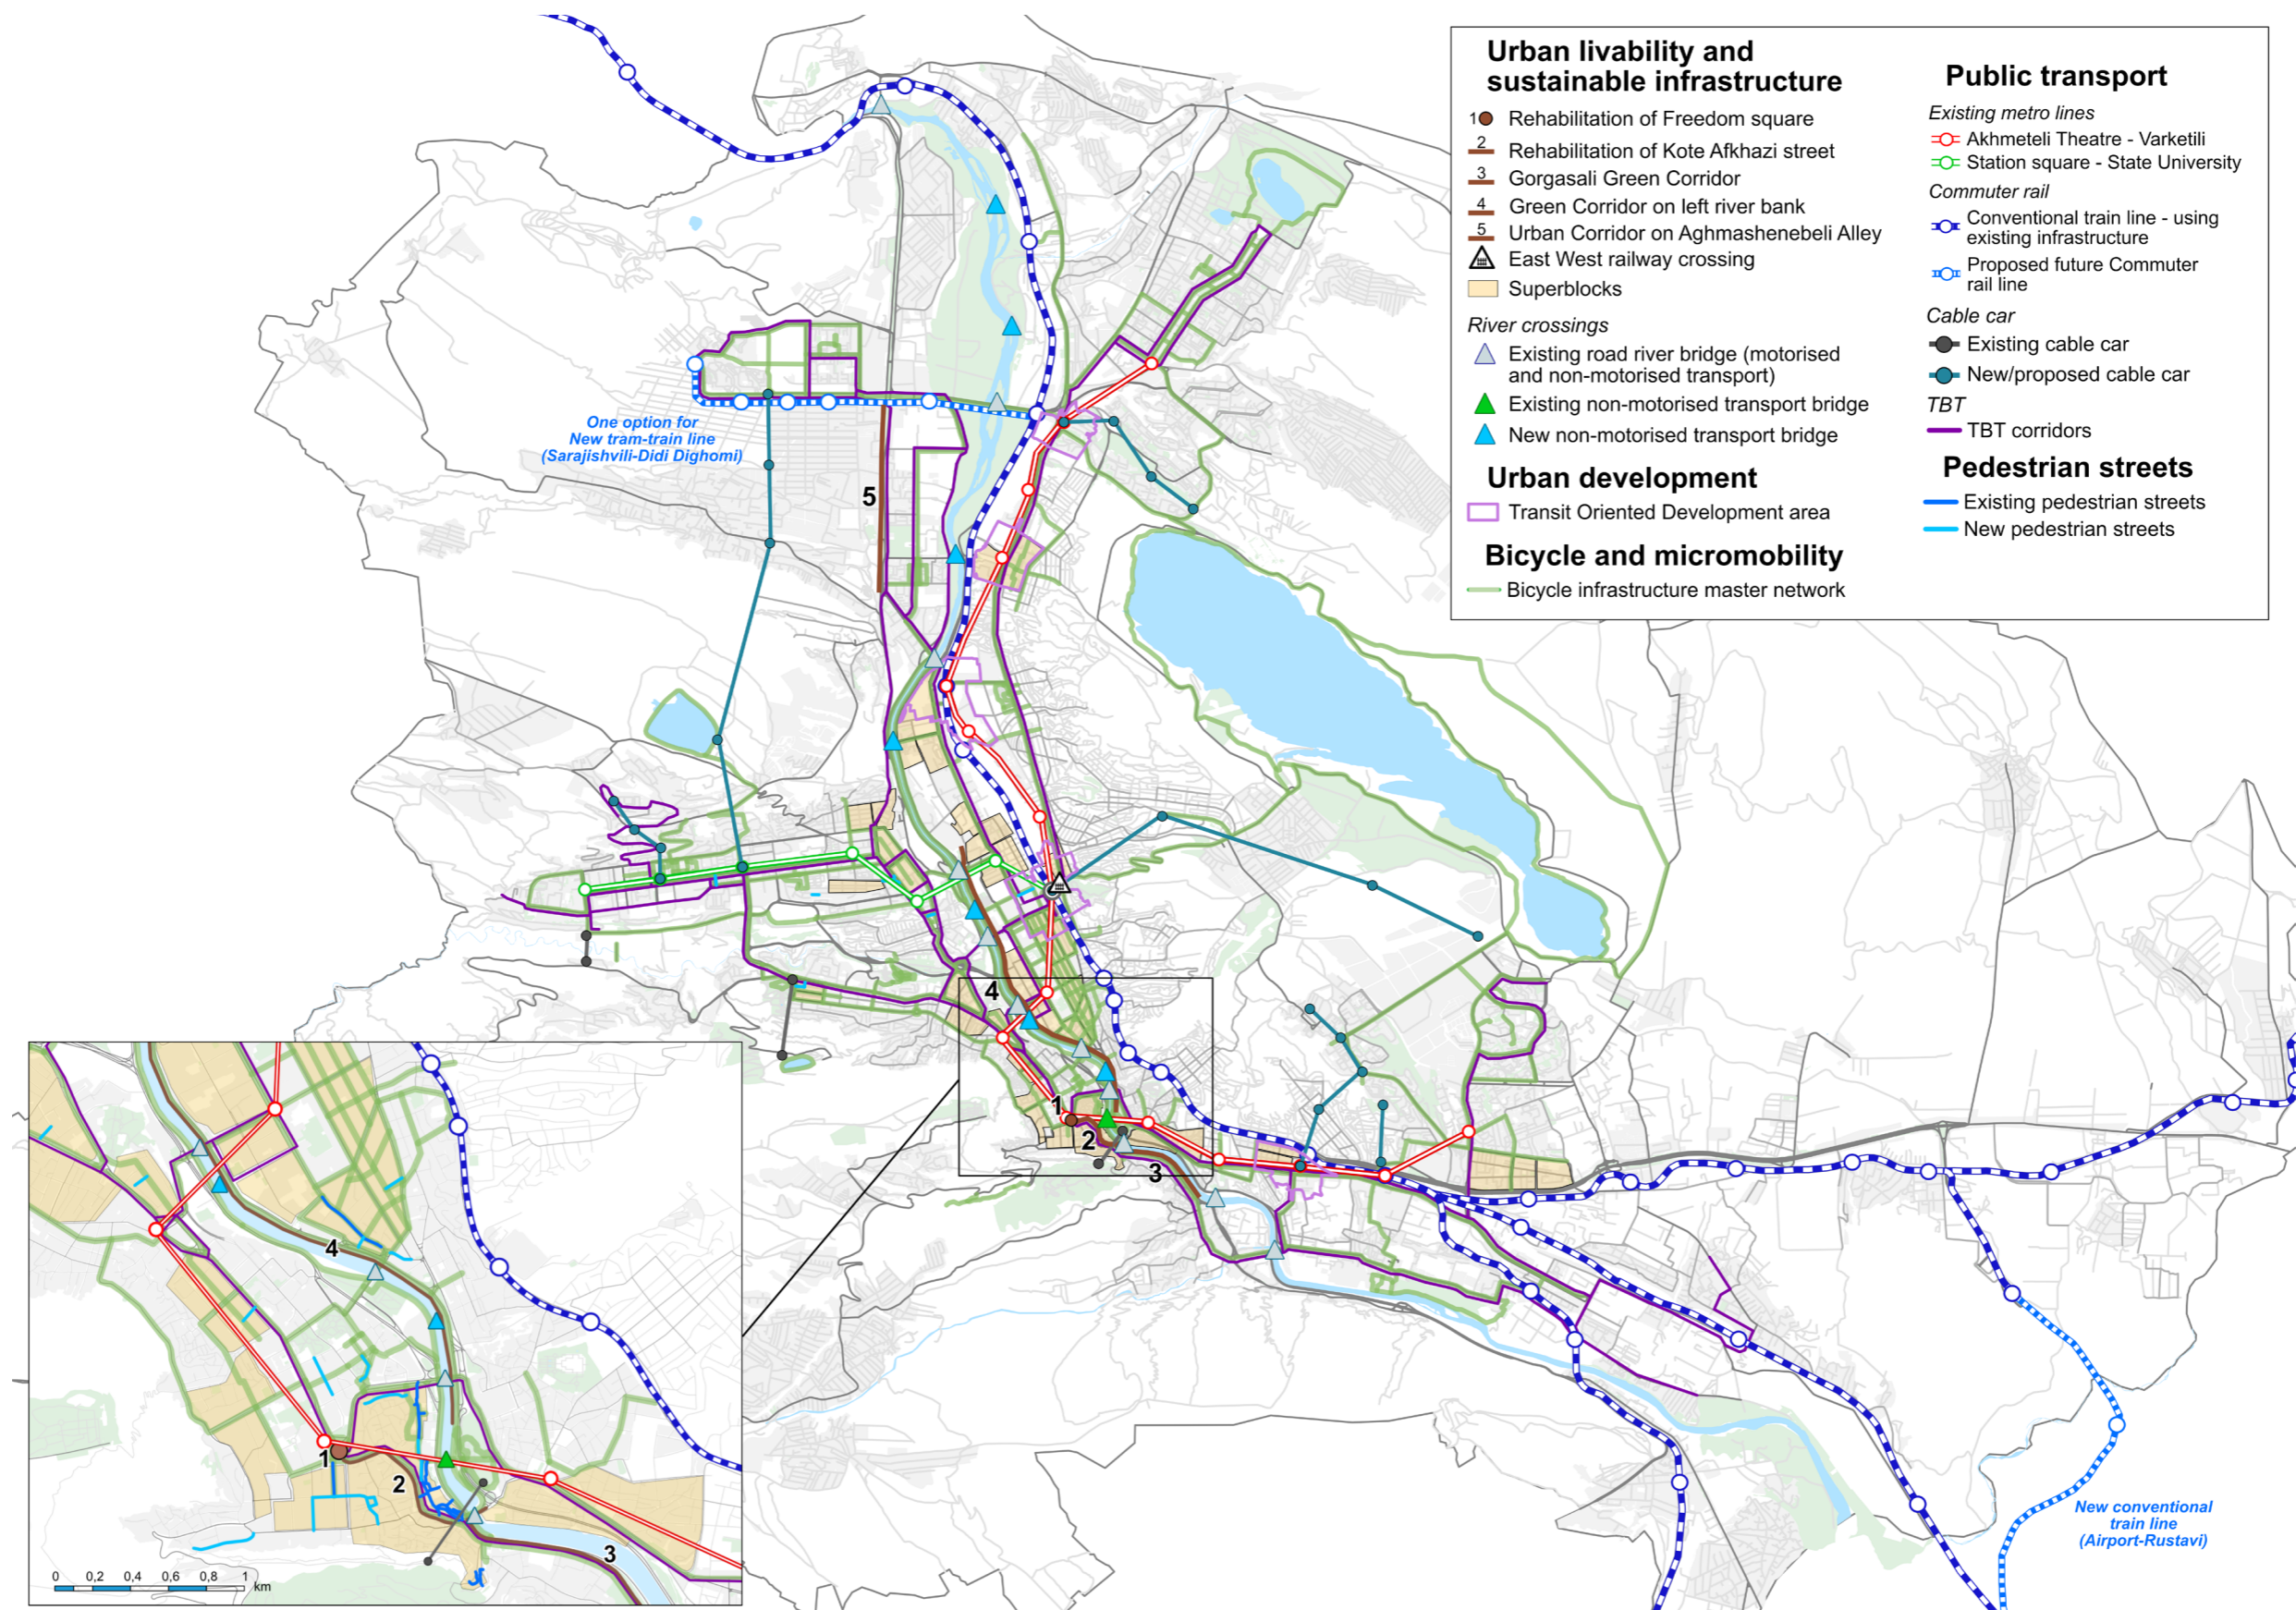 Urban livability and
sustainable infrastructure
1 Rehabilitation of Freedom square
2 Rehabilitation of Kote Afkhazi street
3 Gorgasali Green Corridor
4 Green Corridor on left river bank
5 Urban Corridor on Aghmashenebeli Alley
East West railway crossing
Superblocks
River crossings
Existing road river bridge (motorised
and non-motorised transport)
Existing non-motorised transport bridge
New non-motorised transport bridge
Urban development
Transit Oriented Development area
Bicycle and micromobility
Bicycle infrastructure master network
Public transport
Existing metro lines
Akhmeteli Theatre - Varketili
Station square - State University
Commuter rail
Conventional train line - using
existing infrastructure
Proposed future Commuter
rail line
Cable car
Existing cable car
New/proposed cable car
TBT
TBT corridors
Pedestrian streets
Existing pedestrian streets
New pedestrian streets
One option for
New tram-train line
(Sarajishvili-Didi Dighomi)
5
4
1
2
3
4
1
2
3
0 0,2 0,4 0,6 0,8 1
km
New conventional
train line
(Airport-Rustavi)